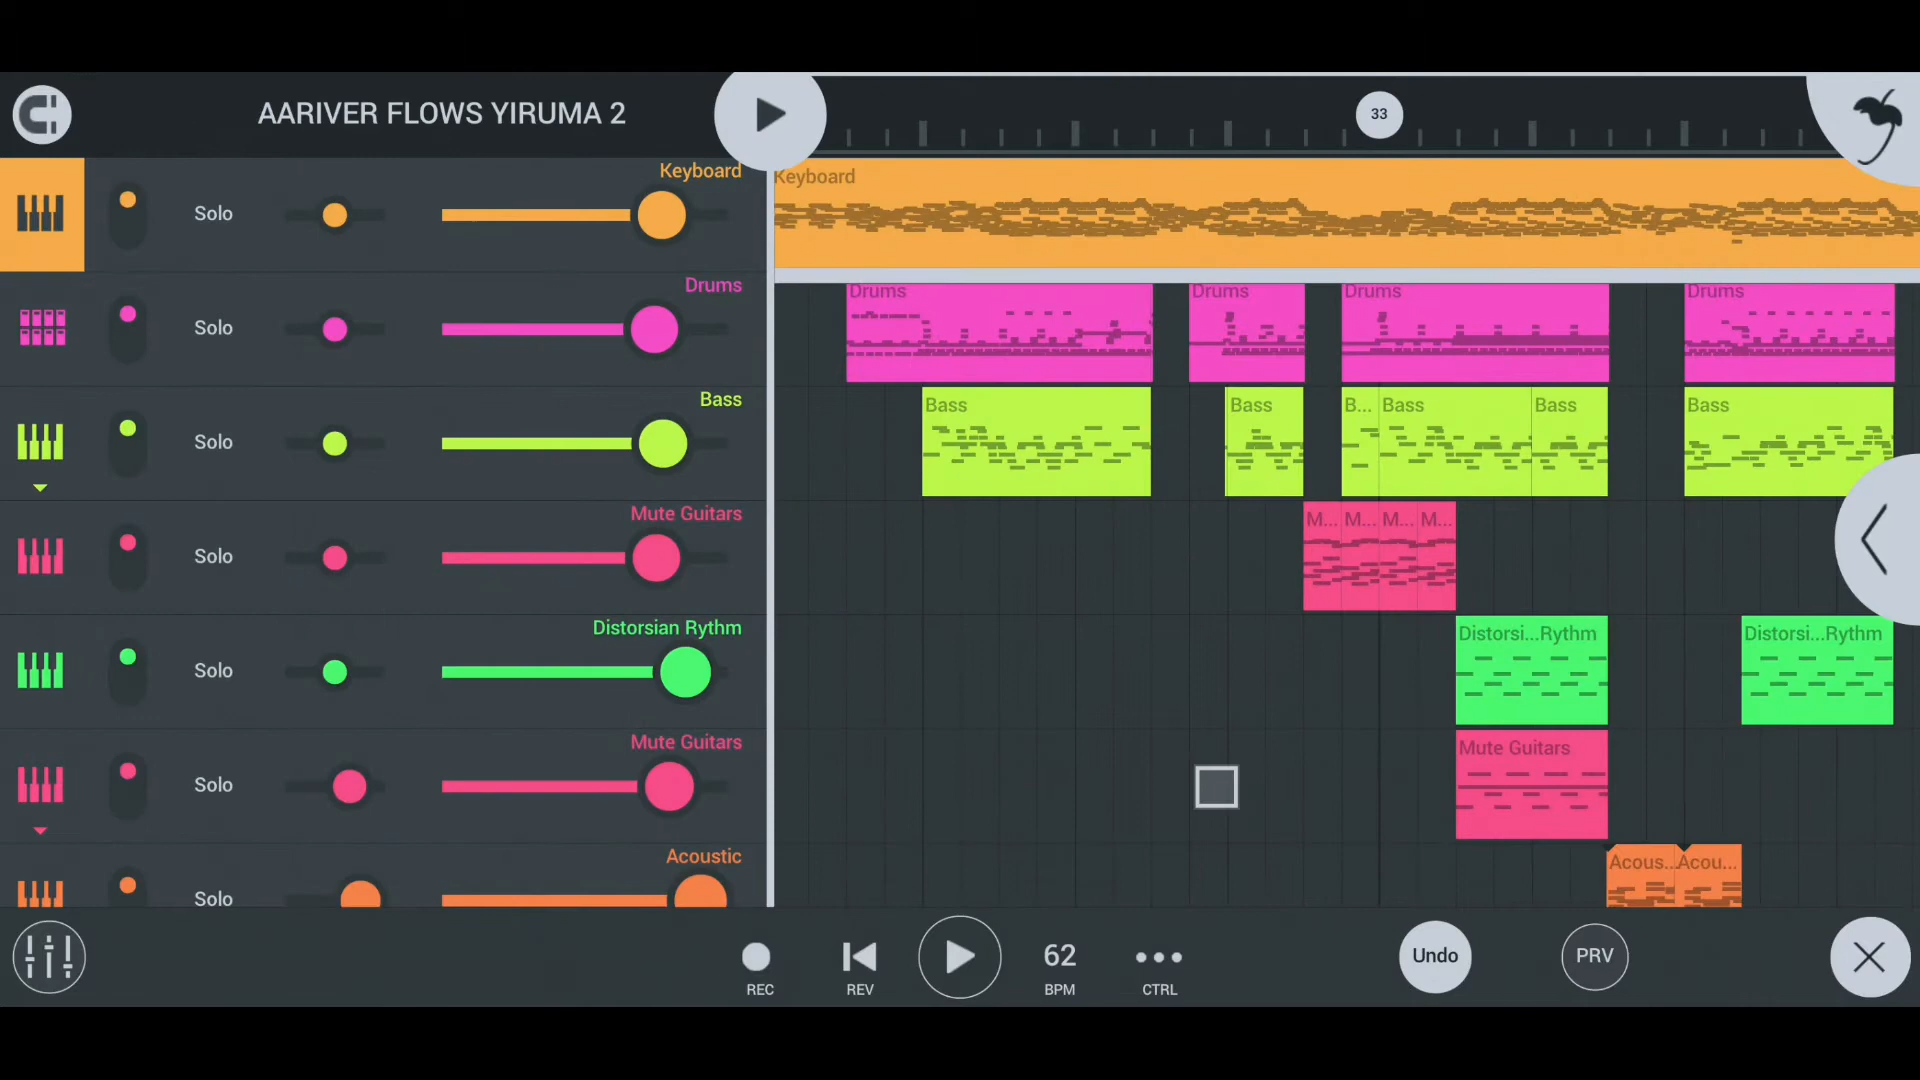 AARIVER FLOWS YIRUMA 2
33
Keyboard
Solo
Keyboard
Drums
Solo
Drums
Drums
Drums
Drums
Bass
Solo
Bass
Bass
B...
Bass
Bass
Bass
Mute Guitars
Solo
M...
M...
M...
M...
Distorsian Rythm
Solo
Distorsi...Rythm
Distorsi...Rythm
Mute Guitars
Solo
Mute Guitars
Acoustic
Solo
Acous...
Acou...
REC
REV
62
BPM
CTRL
Undo
PRV